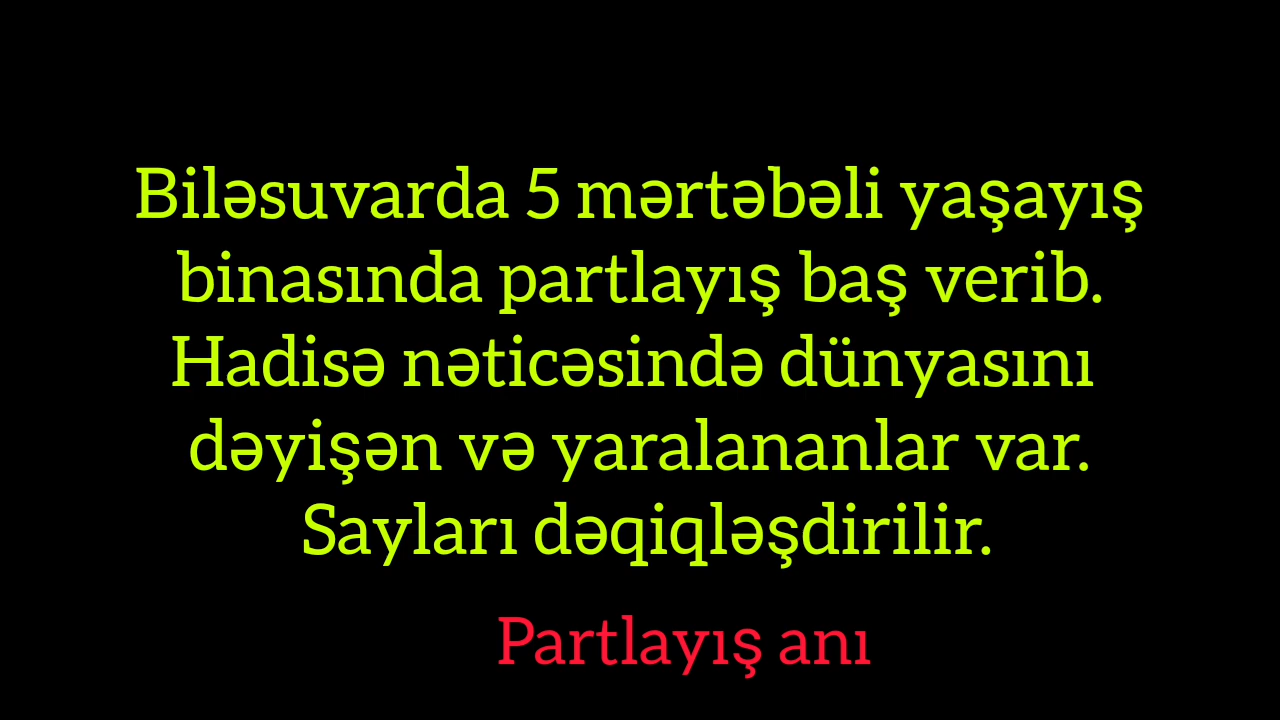 Biləsuvarda 5 mərtəbəli yaşayış
binasında partlayış baş verib.
Hadisə nəticəsində dünyasını
dəyişən və yaralananlar var.
Sayları dəqiqləşdirilir.
Partlayış anı